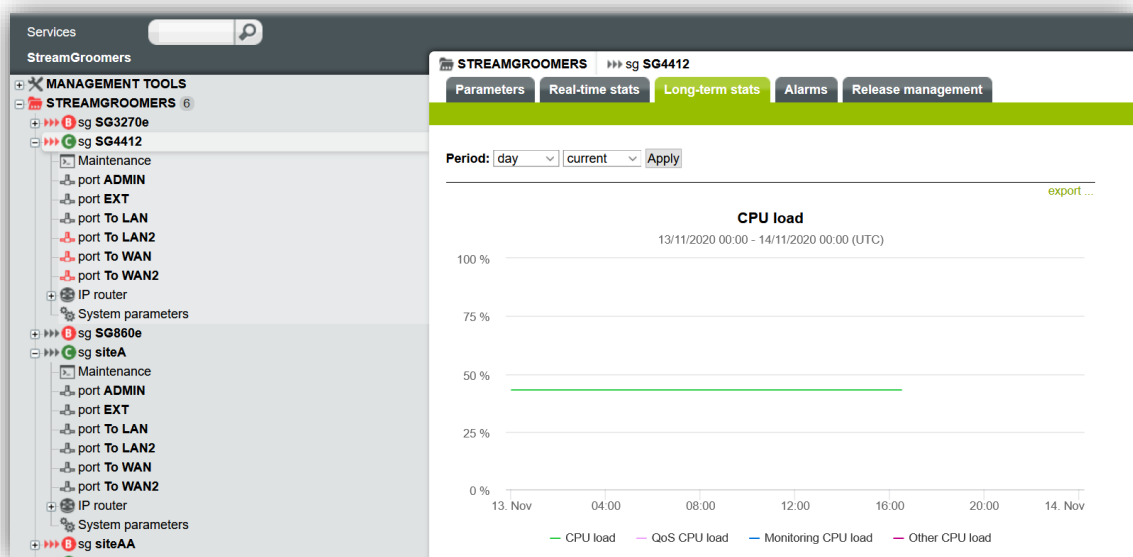 Services
StreamGroomers
MANAGEMENT TOOLS
STREAMGROOMERS 6
B sg SG3270e
C sg SG4412
Maintenance
port ADMIN
port EXT
port To LAN
port To LAN2
port To WAN
port To WAN2
IP router
System parameters
B sg SG860e
C sg siteA
Maintenance
port ADMIN
port EXT
port To LAN
port To LAN2
port To WAN
port To WAN2
IP router
System parameters
B sg siteAA
STREAMGROOMERS sg SG4412
Parameters Real-time stats Long-term stats Alarms Release management
Period: day current Apply
export ...
CPU load
13/11/2020 00:00 - 14/11/2020 00:00 (UTC)
100 %
75 %
50 %
25 %
0 %
13. Nov 04:00 08:00 12:00 16:00 20:00 14. Nov
CPU load QoS CPU load Monitoring CPU load Other CPU load